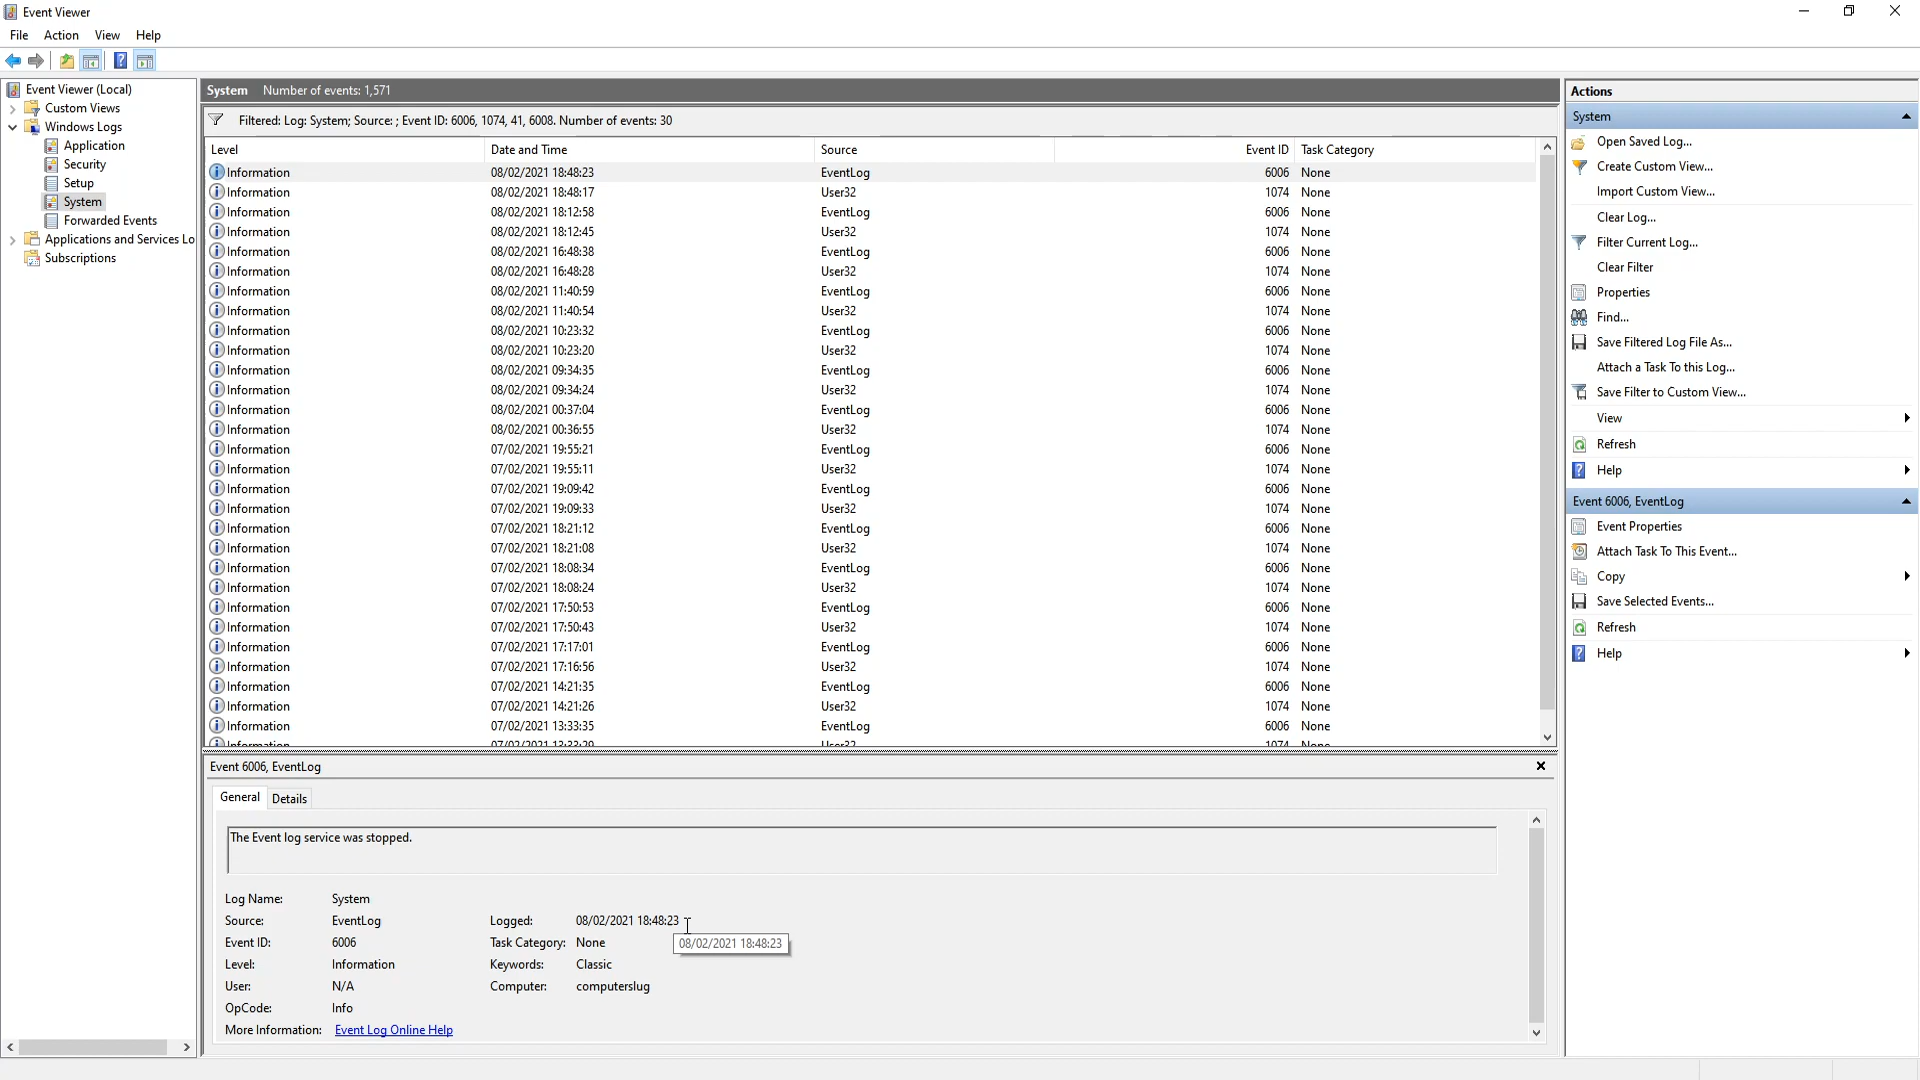 Event Viewer
File Action View Help
Event Viewer (Local)
Custom Views
Windows Logs
Application
Security
Setup
System
Forwarded Events
Applications and Services Lo
Subscriptions
System Number of events: 1,571
Filtered: Log: System; Source: ; Event ID: 6006, 1074, 41, 6008. Number of events: 30
Level Date and Time Source Event ID Task Category
Information 08/02/2021 18:48:23 EventLog 6006 None
Information 08/02/2021 18:48:17 User32 1074 None
Information 08/02/2021 18:12:58 EventLog 6006 None
Information 08/02/2021 18:12:45 User32 1074 None
Information 08/02/2021 16:48:38 EventLog 6006 None
Information 08/02/2021 16:48:28 User32 1074 None
Information 08/02/2021 11:40:59 EventLog 6006 None
Information 08/02/2021 11:40:54 User32 1074 None
Information 08/02/2021 10:23:32 EventLog 6006 None
Information 08/02/2021 10:23:20 User32 1074 None
Information 08/02/2021 09:34:35 EventLog 6006 None
Information 08/02/2021 09:34:24 User32 1074 None
Information 08/02/2021 00:37:04 EventLog 6006 None
Information 08/02/2021 00:36:55 User32 1074 None
Information 07/02/2021 19:55:21 EventLog 6006 None
Information 07/02/2021 19:55:11 User32 1074 None
Information 07/02/2021 19:09:42 EventLog 6006 None
Information 07/02/2021 19:09:33 User32 1074 None
Information 07/02/2021 18:21:12 EventLog 6006 None
Information 07/02/2021 18:21:08 User32 1074 None
Information 07/02/2021 18:08:34 EventLog 6006 None
Information 07/02/2021 18:08:24 User32 1074 None
Information 07/02/2021 17:50:53 EventLog 6006 None
Information 07/02/2021 17:50:43 User32 1074 None
Information 07/02/2021 17:17:01 EventLog 6006 None
Information 07/02/2021 17:16:56 User32 1074 None
Information 07/02/2021 14:21:35 EventLog 6006 None
Information 07/02/2021 14:21:26 User32 1074 None
Information 07/02/2021 13:33:35 EventLog 6006 None
Information 07/02/2021 13:33:29 User32 1074 None
Event 6006, EventLog
General Details
The Event log service was stopped.
Log Name: System
Source: EventLog Logged: 08/02/2021 18:48:23
Event ID: 6006 Task Category: None
08/02/2021 18:48:23
Level: Information Keywords: Classic
User: N/A Computer: computerslug
OpCode: Info
More Information: Event Log Online Help
Actions
System
Open Saved Log...
Create Custom View...
Import Custom View...
Clear Log...
Filter Current Log...
Clear Filter
Properties
Find...
Save Filtered Log File As...
Attach a Task To this Log...
Save Filter to Custom View...
View
Refresh
Help
Event 6006, EventLog
Event Properties
Attach Task To This Event...
Copy
Save Selected Events...
Refresh
Help